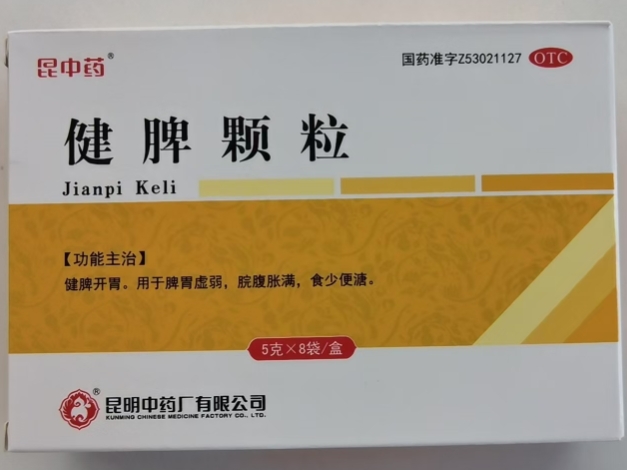 昆中药®
国药准字Z53021127 OTC
健脾颗粒
Jianpi Keli
【功能主治】
健脾开胃。用于脾胃虚弱，脘腹胀满，食少便溏。
5克×8袋/盒
®
昆明中药厂有限公司
KUNMING CHINESE MEDICINE FACTORY CO., LTD.